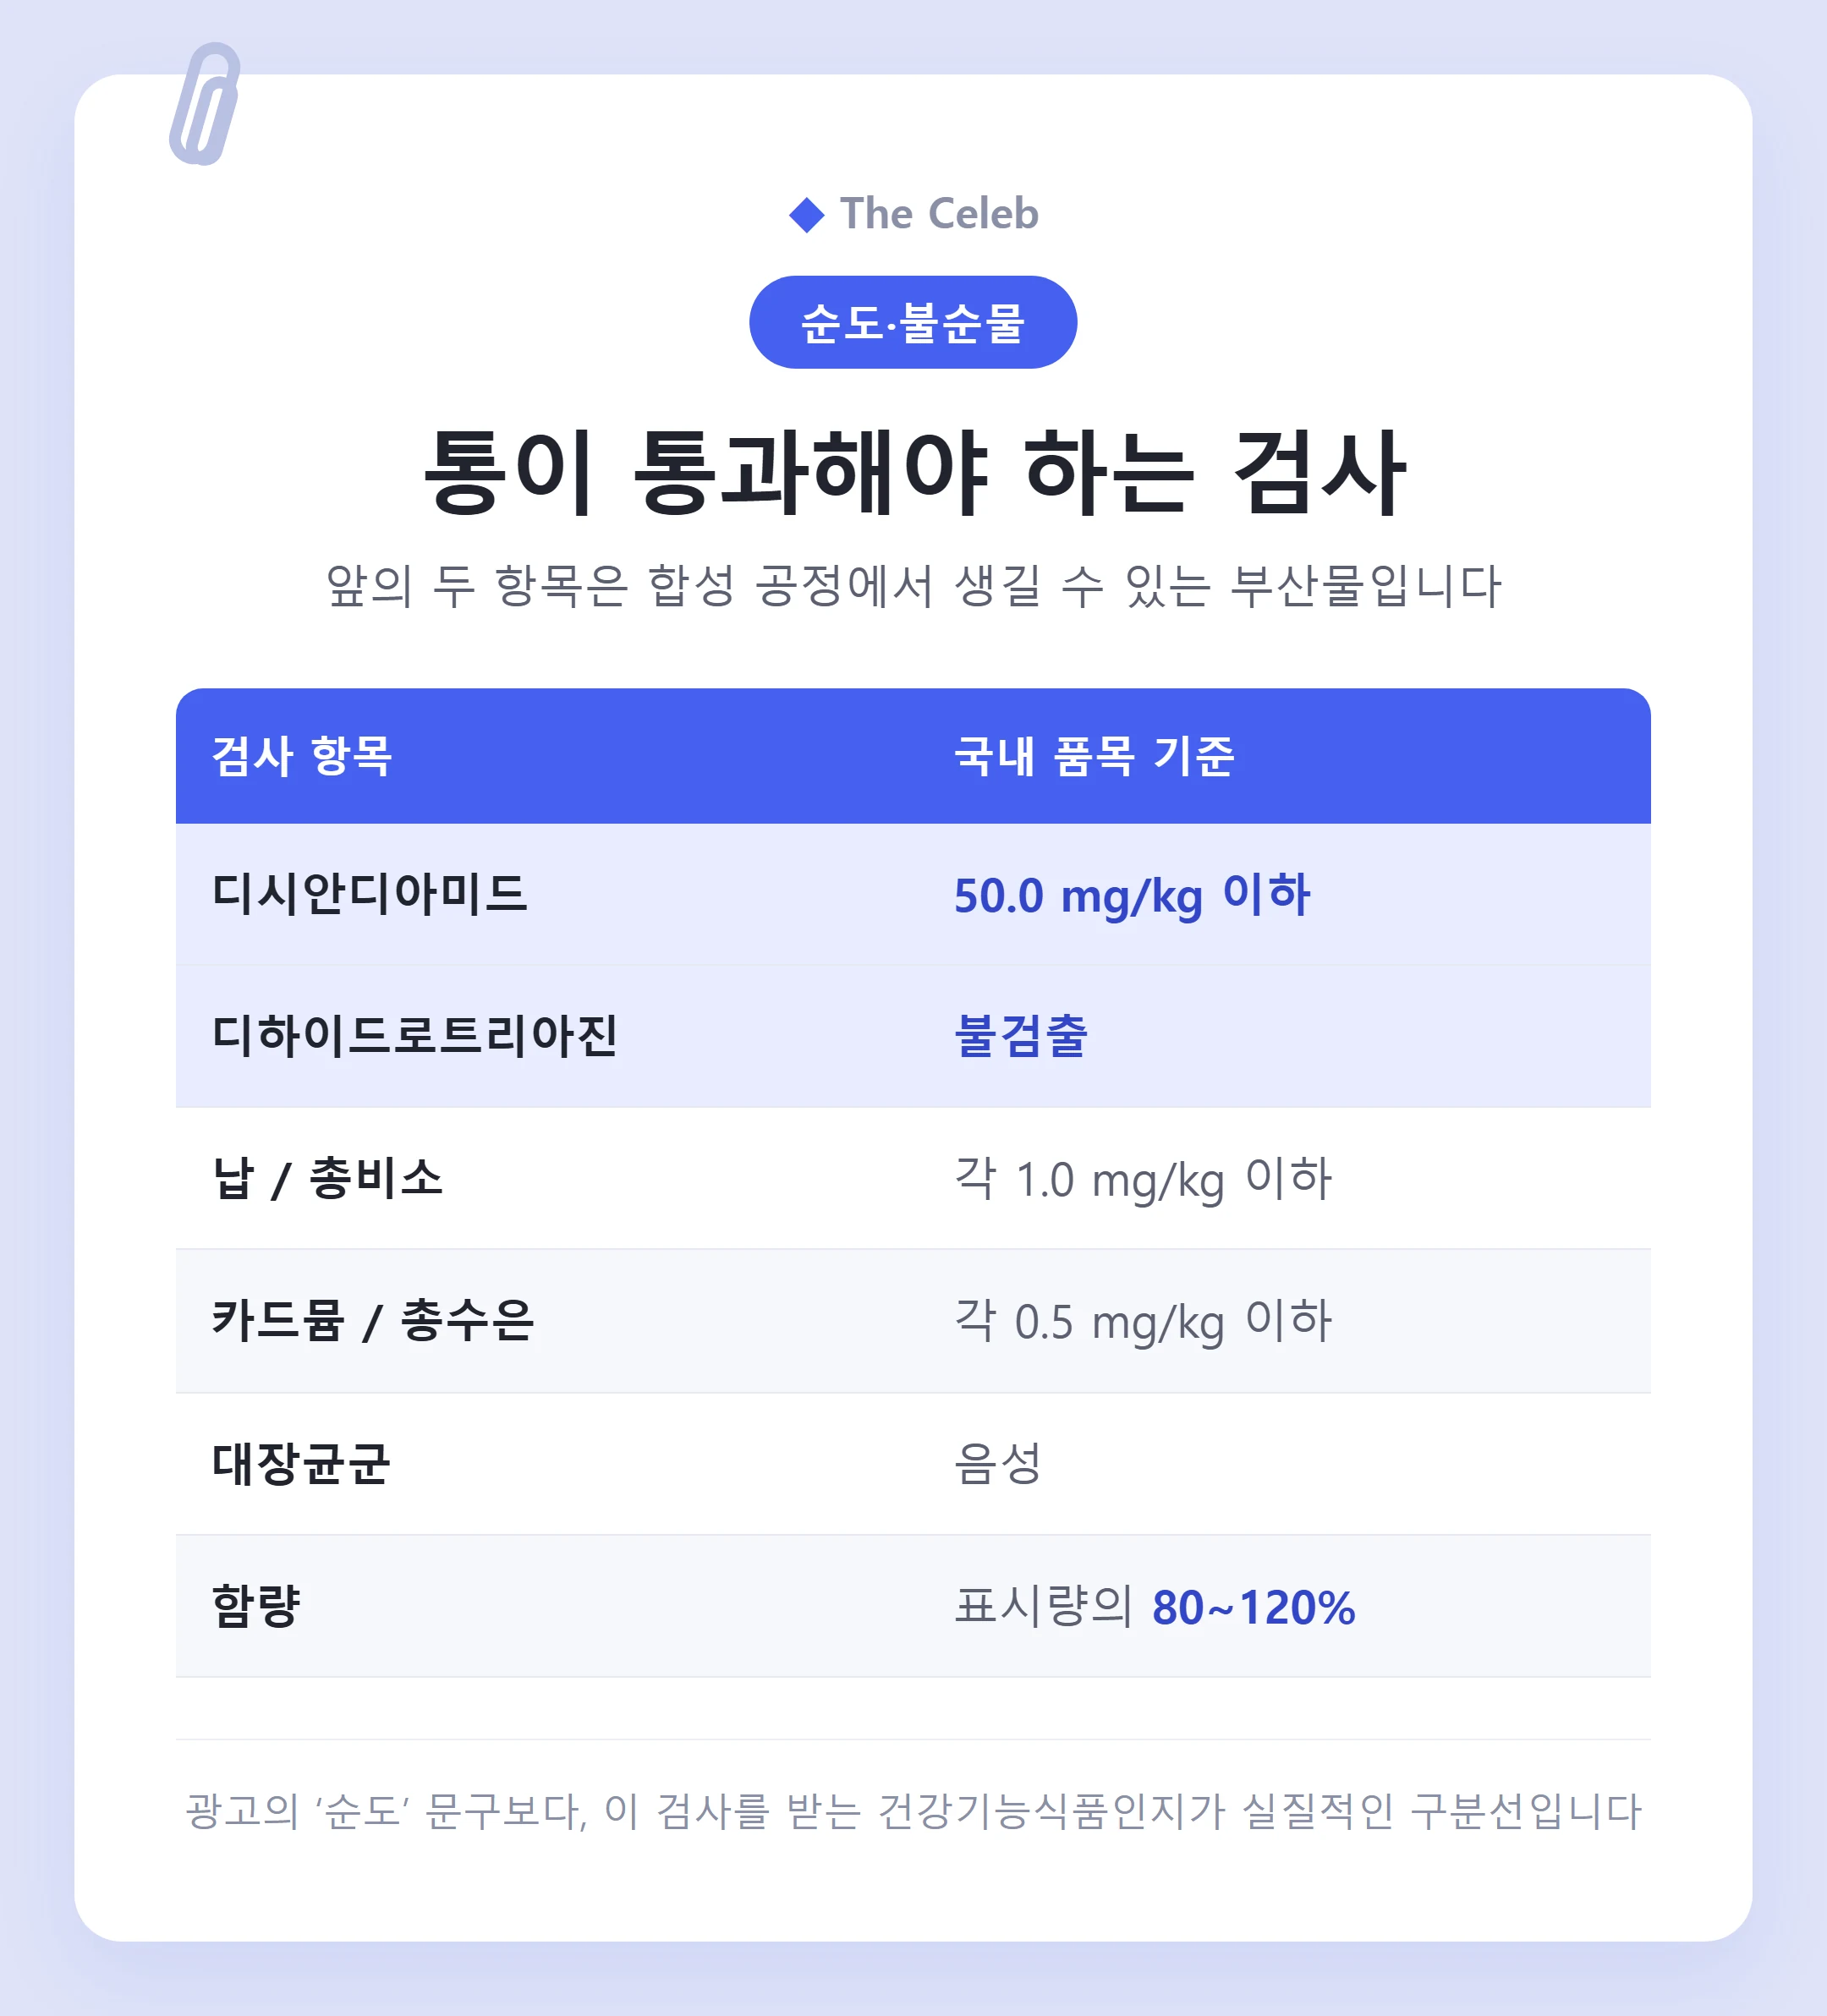 The Celeb
순도·불순물
통이 통과해야 하는 검사
앞의 두 항목은 합성 공정에서 생길 수 있는 부산물입니다
검사 항목 국내 품목 기준
디시안디아미드 50.0 mg/kg 이하
디하이드로트리아진 불검출
납 / 총비소 각 1.0 mg/kg 이하
카드뮴 / 총수은 각 0.5 mg/kg 이하
대장균군 음성
함량 표시량의 80~120%
광고의 ‘순도’ 문구보다, 이 검사를 받는 건강기능식품인지가 실질적인 구분선입니다